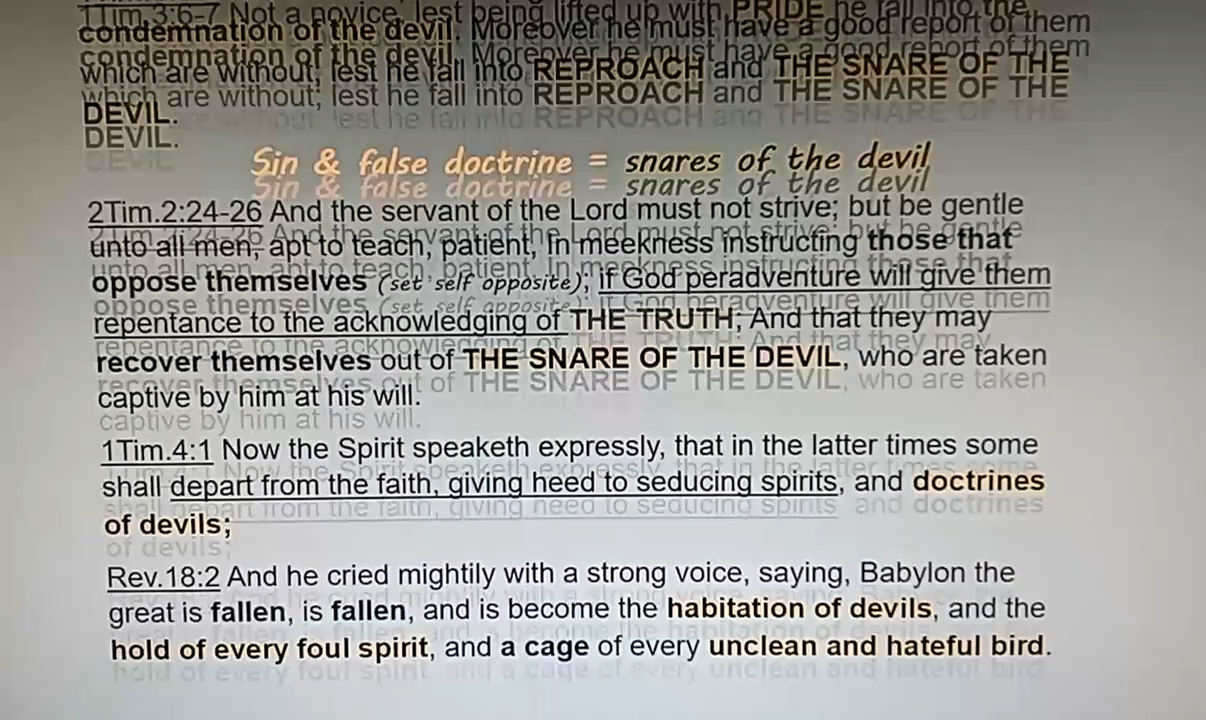 1Tim.3:6-7 Not a novice, lest being lifted up with PRIDE he fall into the
condemnation of the devil. Moreover he must have a good report of them
which are without; lest he fall into REPROACH and THE SNARE OF THE
DEVIL.
Sin & false doctrine = snares of the devil
2Tim.2:24-26 And the servant of the Lord must not strive; but be gentle
unto all men, apt to teach, patient, In meekness instructing those that
oppose themselves (set self opposite); if God peradventure will give them
repentance to the acknowledging of THE TRUTH; And that they may
recover themselves out of THE SNARE OF THE DEVIL, who are taken
captive by him at his will.
1Tim.4:1 Now the Spirit speaketh expressly, that in the latter times some
shall depart from the faith, giving heed to seducing spirits, and doctrines
of devils;
Rev.18:2 And he cried mightily with a strong voice, saying, Babylon the
great is fallen, is fallen, and is become the habitation of devils, and the
hold of every foul spirit, and a cage of every unclean and hateful bird.